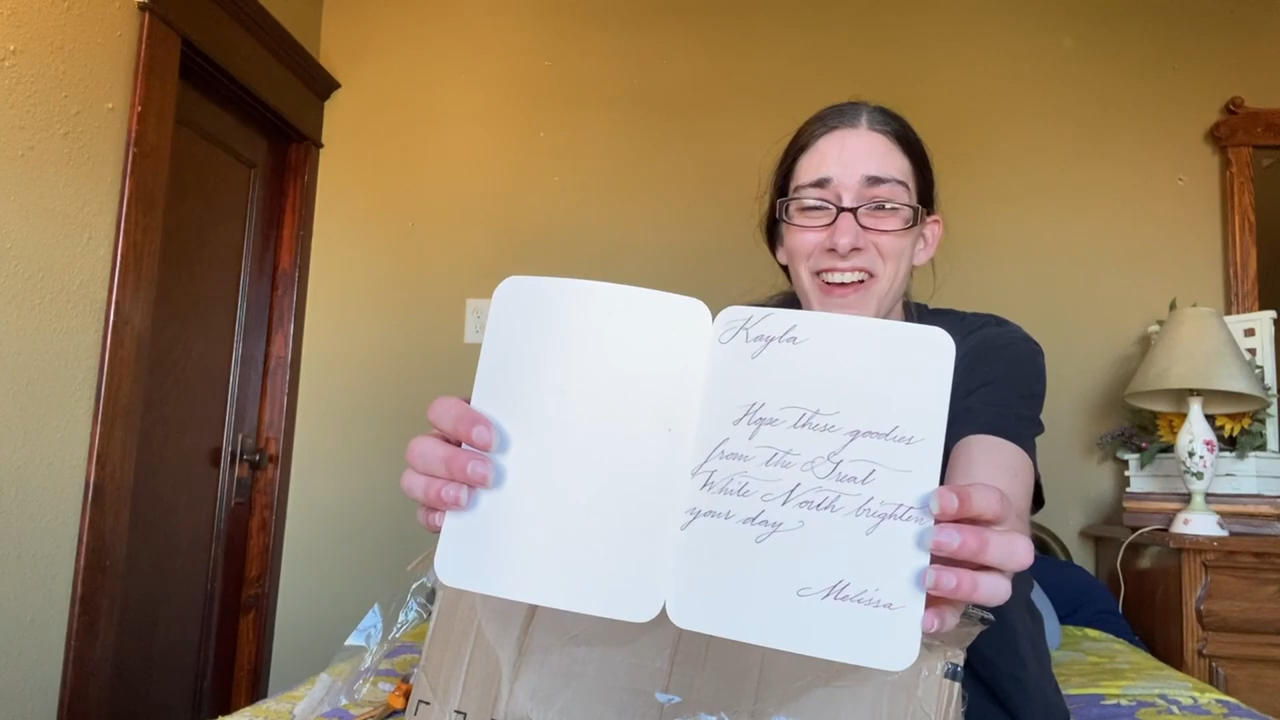 Kayla
Hope these goodies
from the Great
White North brighten
your day
Melissa